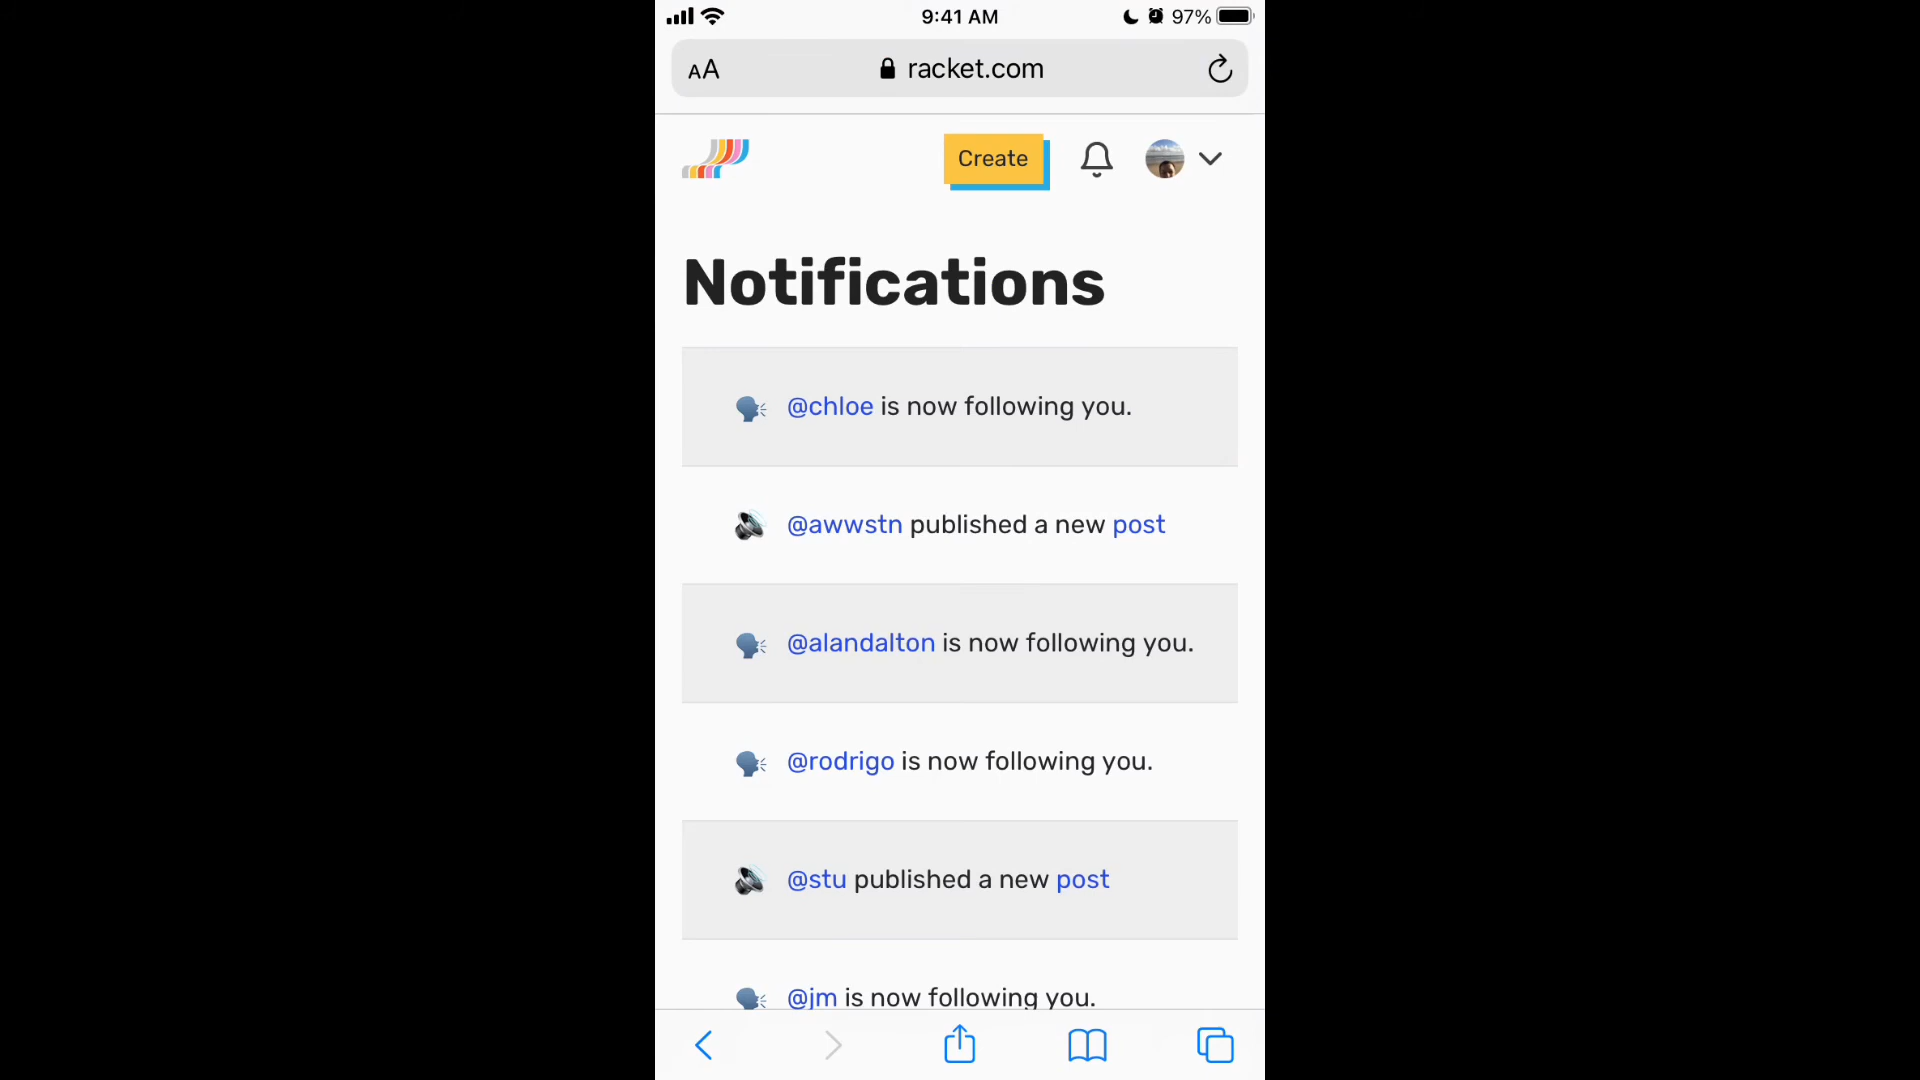 9:41 AM
97%
AA
racket.com
Create
Notifications
@chloe is now following you.
@awwstn published a new post
@alandalton is now following you.
@rodrigo is now following you.
@stu published a new post
@jm is now following you.